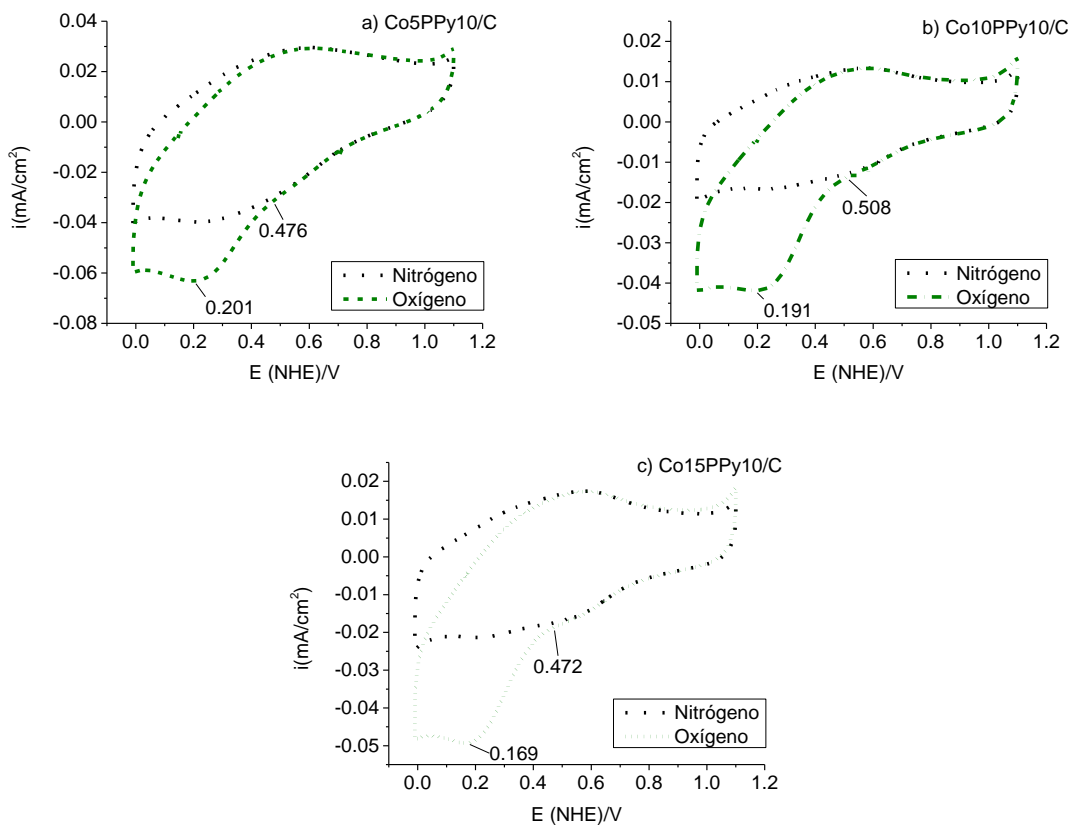 a) Co5PPy10/C
0.04
0.02
0.00
-0.02
-0.04
-0.06
-0.08
i(mA/cm²)
0.476
0.201
Nitrógeno
Oxígeno
0.0 0.2 0.4 0.6 0.8 1.0 1.2
E (NHE)/V
b) Co10PPy10/C
0.02
0.01
0.00
-0.01
-0.02
-0.03
-0.04
-0.05
i(mA/cm²)
0.508
0.191
Nitrógeno
Oxígeno
0.0 0.2 0.4 0.6 0.8 1.0 1.2
E (NHE)/V
c) Co15PPy10/C
0.02
0.01
0.00
-0.01
-0.02
-0.03
-0.04
-0.05
i(mA/cm²)
0.472
0.169
Nitrógeno
Oxígeno
0.0 0.2 0.4 0.6 0.8 1.0 1.2
E (NHE)/V